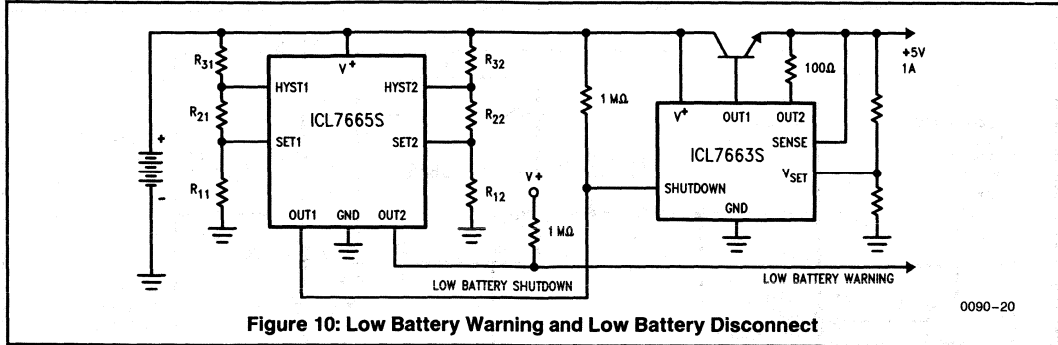 R31
R32
V+
V+
100Ω
+5V
1A
HYST1
HYST2
1 MΩ
OUT1
OUT2
R21
R22
ICL7665S
SENSE
SET1
SET2
ICL7663S
VSET
R11
R12
V+
SHUTDOWN
OUT1
GND
OUT2
1 MΩ
GND
+
-
LOW BATTERY SHUTDOWN
LOW BATTERY WARNING
0090-20
Figure 10: Low Battery Warning and Low Battery Disconnect